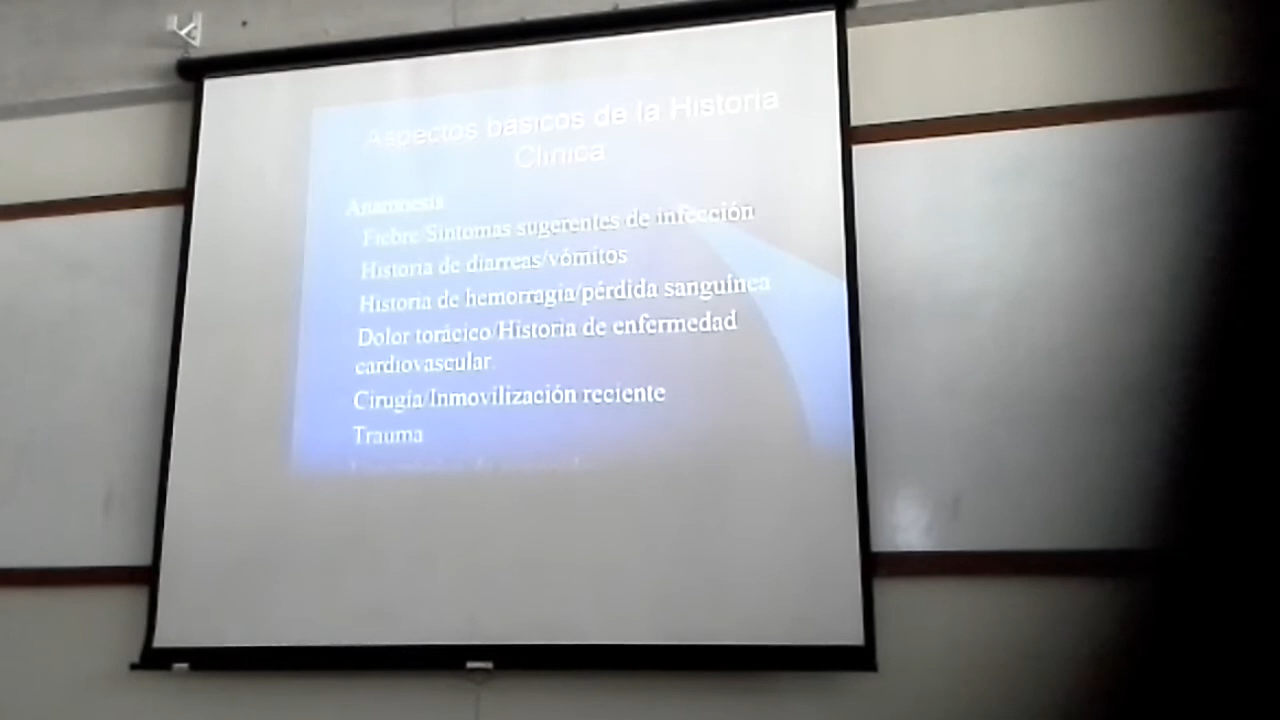 Aspectos básicos de la Historia
Clínica
Anamnesis
Fiebre/Síntomas sugerentes de infección
Historia de diarreas/vómitos
Historia de hemorragia/pérdida sanguínea
Dolor torácico/Historia de enfermedad
cardiovascular.
Cirugía/Inmovilización reciente
Trauma